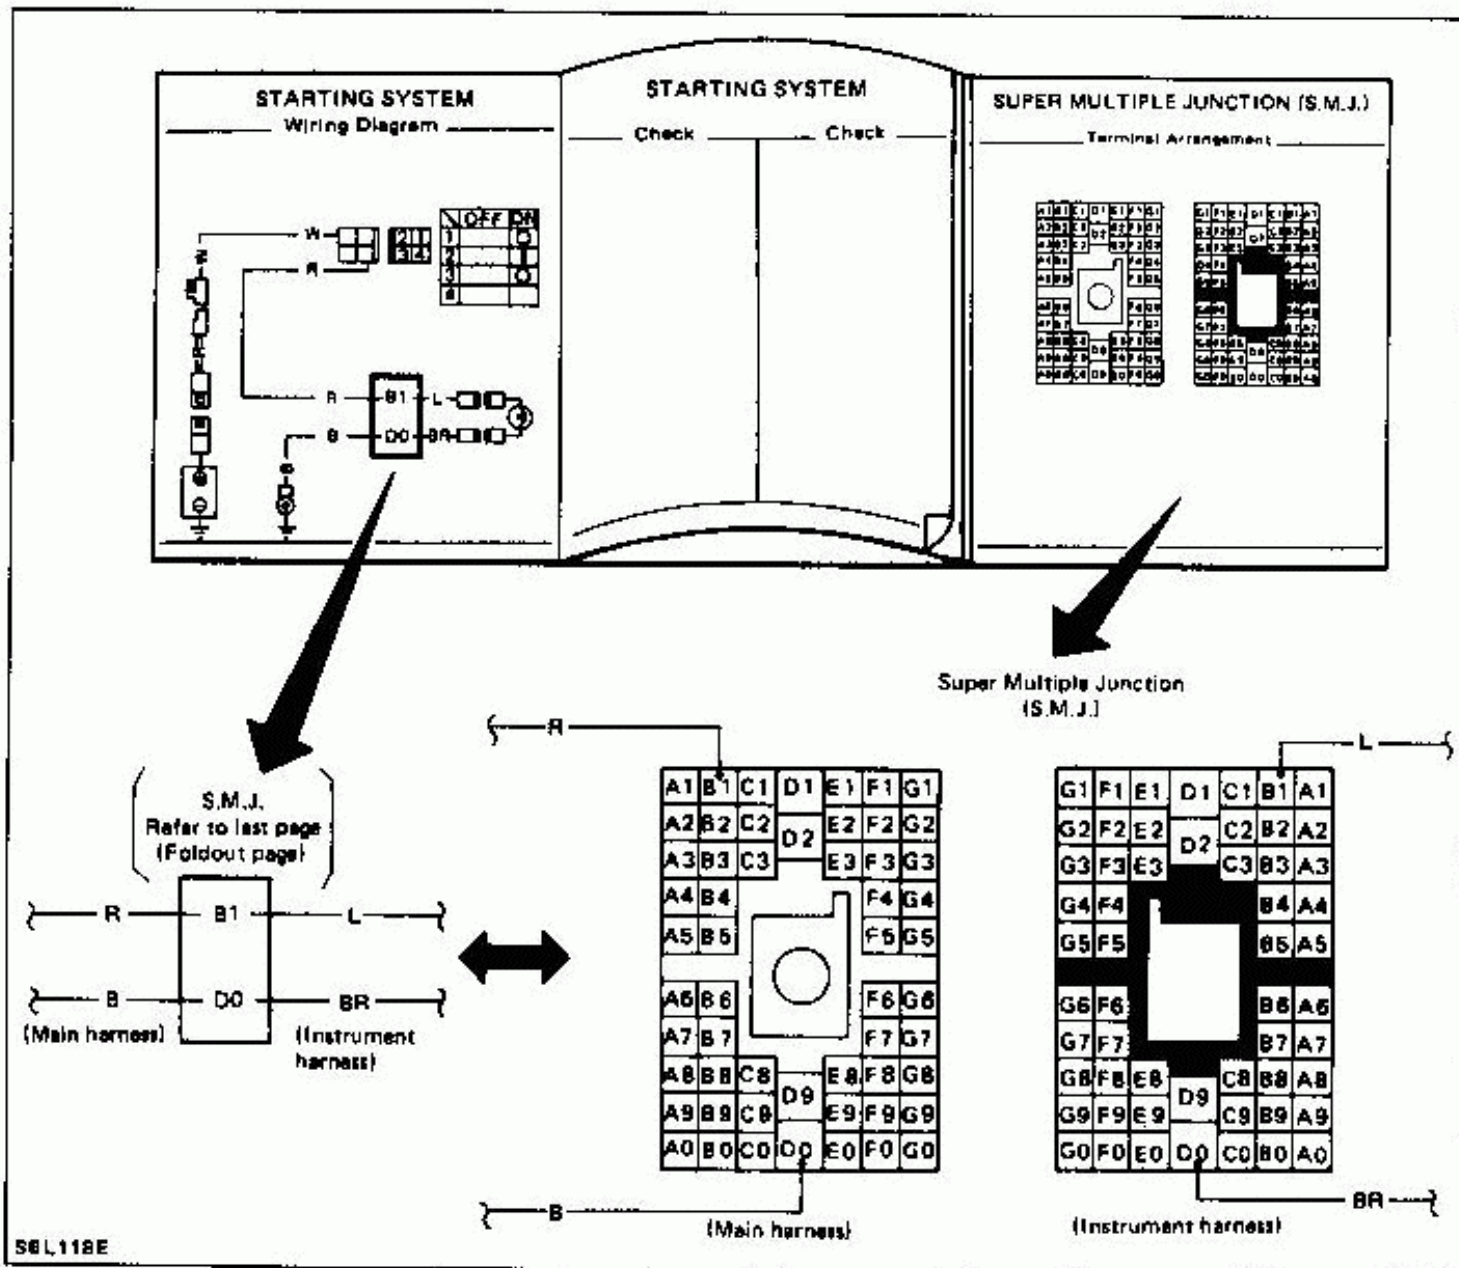 STARTING SYSTEM
Wiring Diagram
W
W
R
R
OFF ON
1
2
3
4
2 1
3 4
R B1 L
B D0 BR
B
STARTING SYSTEM
Check Check
SUPER MULTIPLE JUNCTION (S.M.J.)
Terminal Arrangement
S.M.J.
Refer to last page
(Foldout page)
R B1 L
B D0 BR
(Main harness) (Instrument
harness)
Super Multiple Junction
(S.M.J.)
R
A1 B1 C1 D1 E1 F1 G1
A2 B2 C2 D2 E2 F2 G2
A3 B3 C3 E3 F3 G3
A4 B4 F4 G4
A5 B5 F5 G5
A6 B6 F6 G6
A7 B7 F7 G7
A8 B8 C8 E8 F8 G8
A9 B9 C9 D9 E9 F9 G9
A0 B0 C0 D0 E0 F0 G0
B
(Main harness)
L
G1 F1 E1 D1 C1 B1 A1
G2 F2 E2 D2 C2 B2 A2
G3 F3 E3 C3 B3 A3
G4 F4 B4 A4
G5 F5 B5 A5
G6 F6 B6 A6
G7 F7 B7 A7
G8 F8 E8 C8 B8 A8
G9 F9 E9 D9 C9 B9 A9
G0 F0 E0 D0 C0 B0 A0
BR
(Instrument harness)
SEL118E